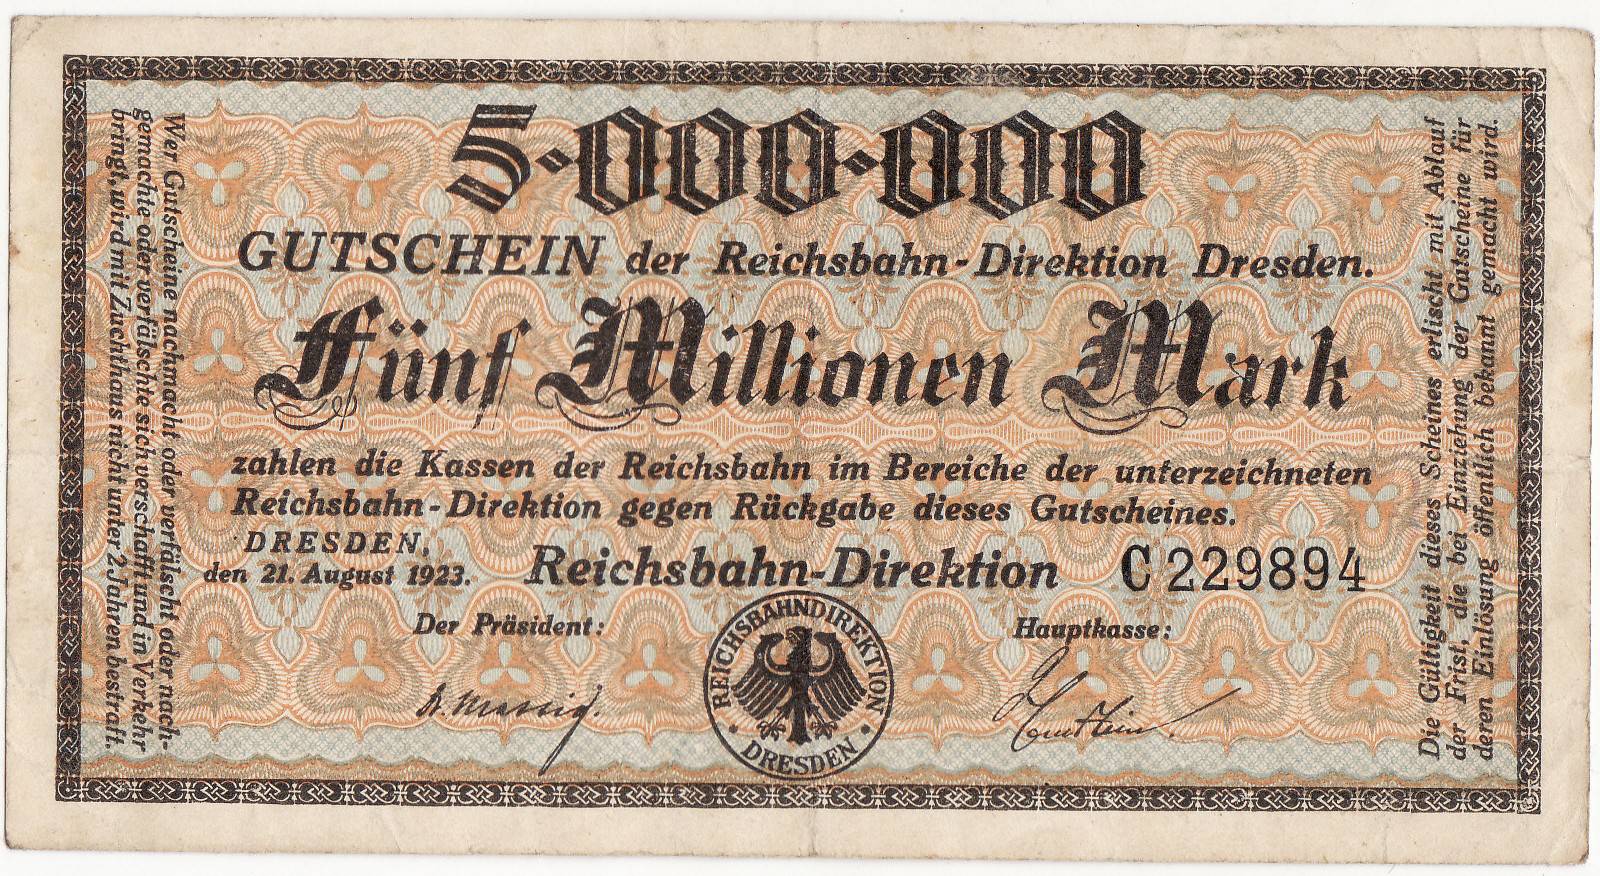 5-000-000
GUTSCHEIN der Reichsbahn-Direktion Dresden.
Fünf Millionen Mark
zahlen die Kassen der Reichsbahn im Bereiche der unterzeichneten
Reichsbahn-Direktion gegen Rückgabe dieses Gutscheines.
DRESDEN,
den 21. August 1923.
Reichsbahn-Direktion C 229894
Der Präsident:
Hauptkasse:
REICHSBAHNDIREKTION
DRESDEN
Wer Gutscheine nachmacht oder verfälscht oder nach-
gemachte oder verfälschte sich verschafft und in Verkehr
bringt, wird mit Zuchthaus nicht unter 2 Jahren bestraft.
Die Gültigkeit dieses Scheines erlischt mit Ablauf
der Frist, die bei Einziehung der Gutscheine für
deren Einlösung öffentlich bekannt gemacht wird.